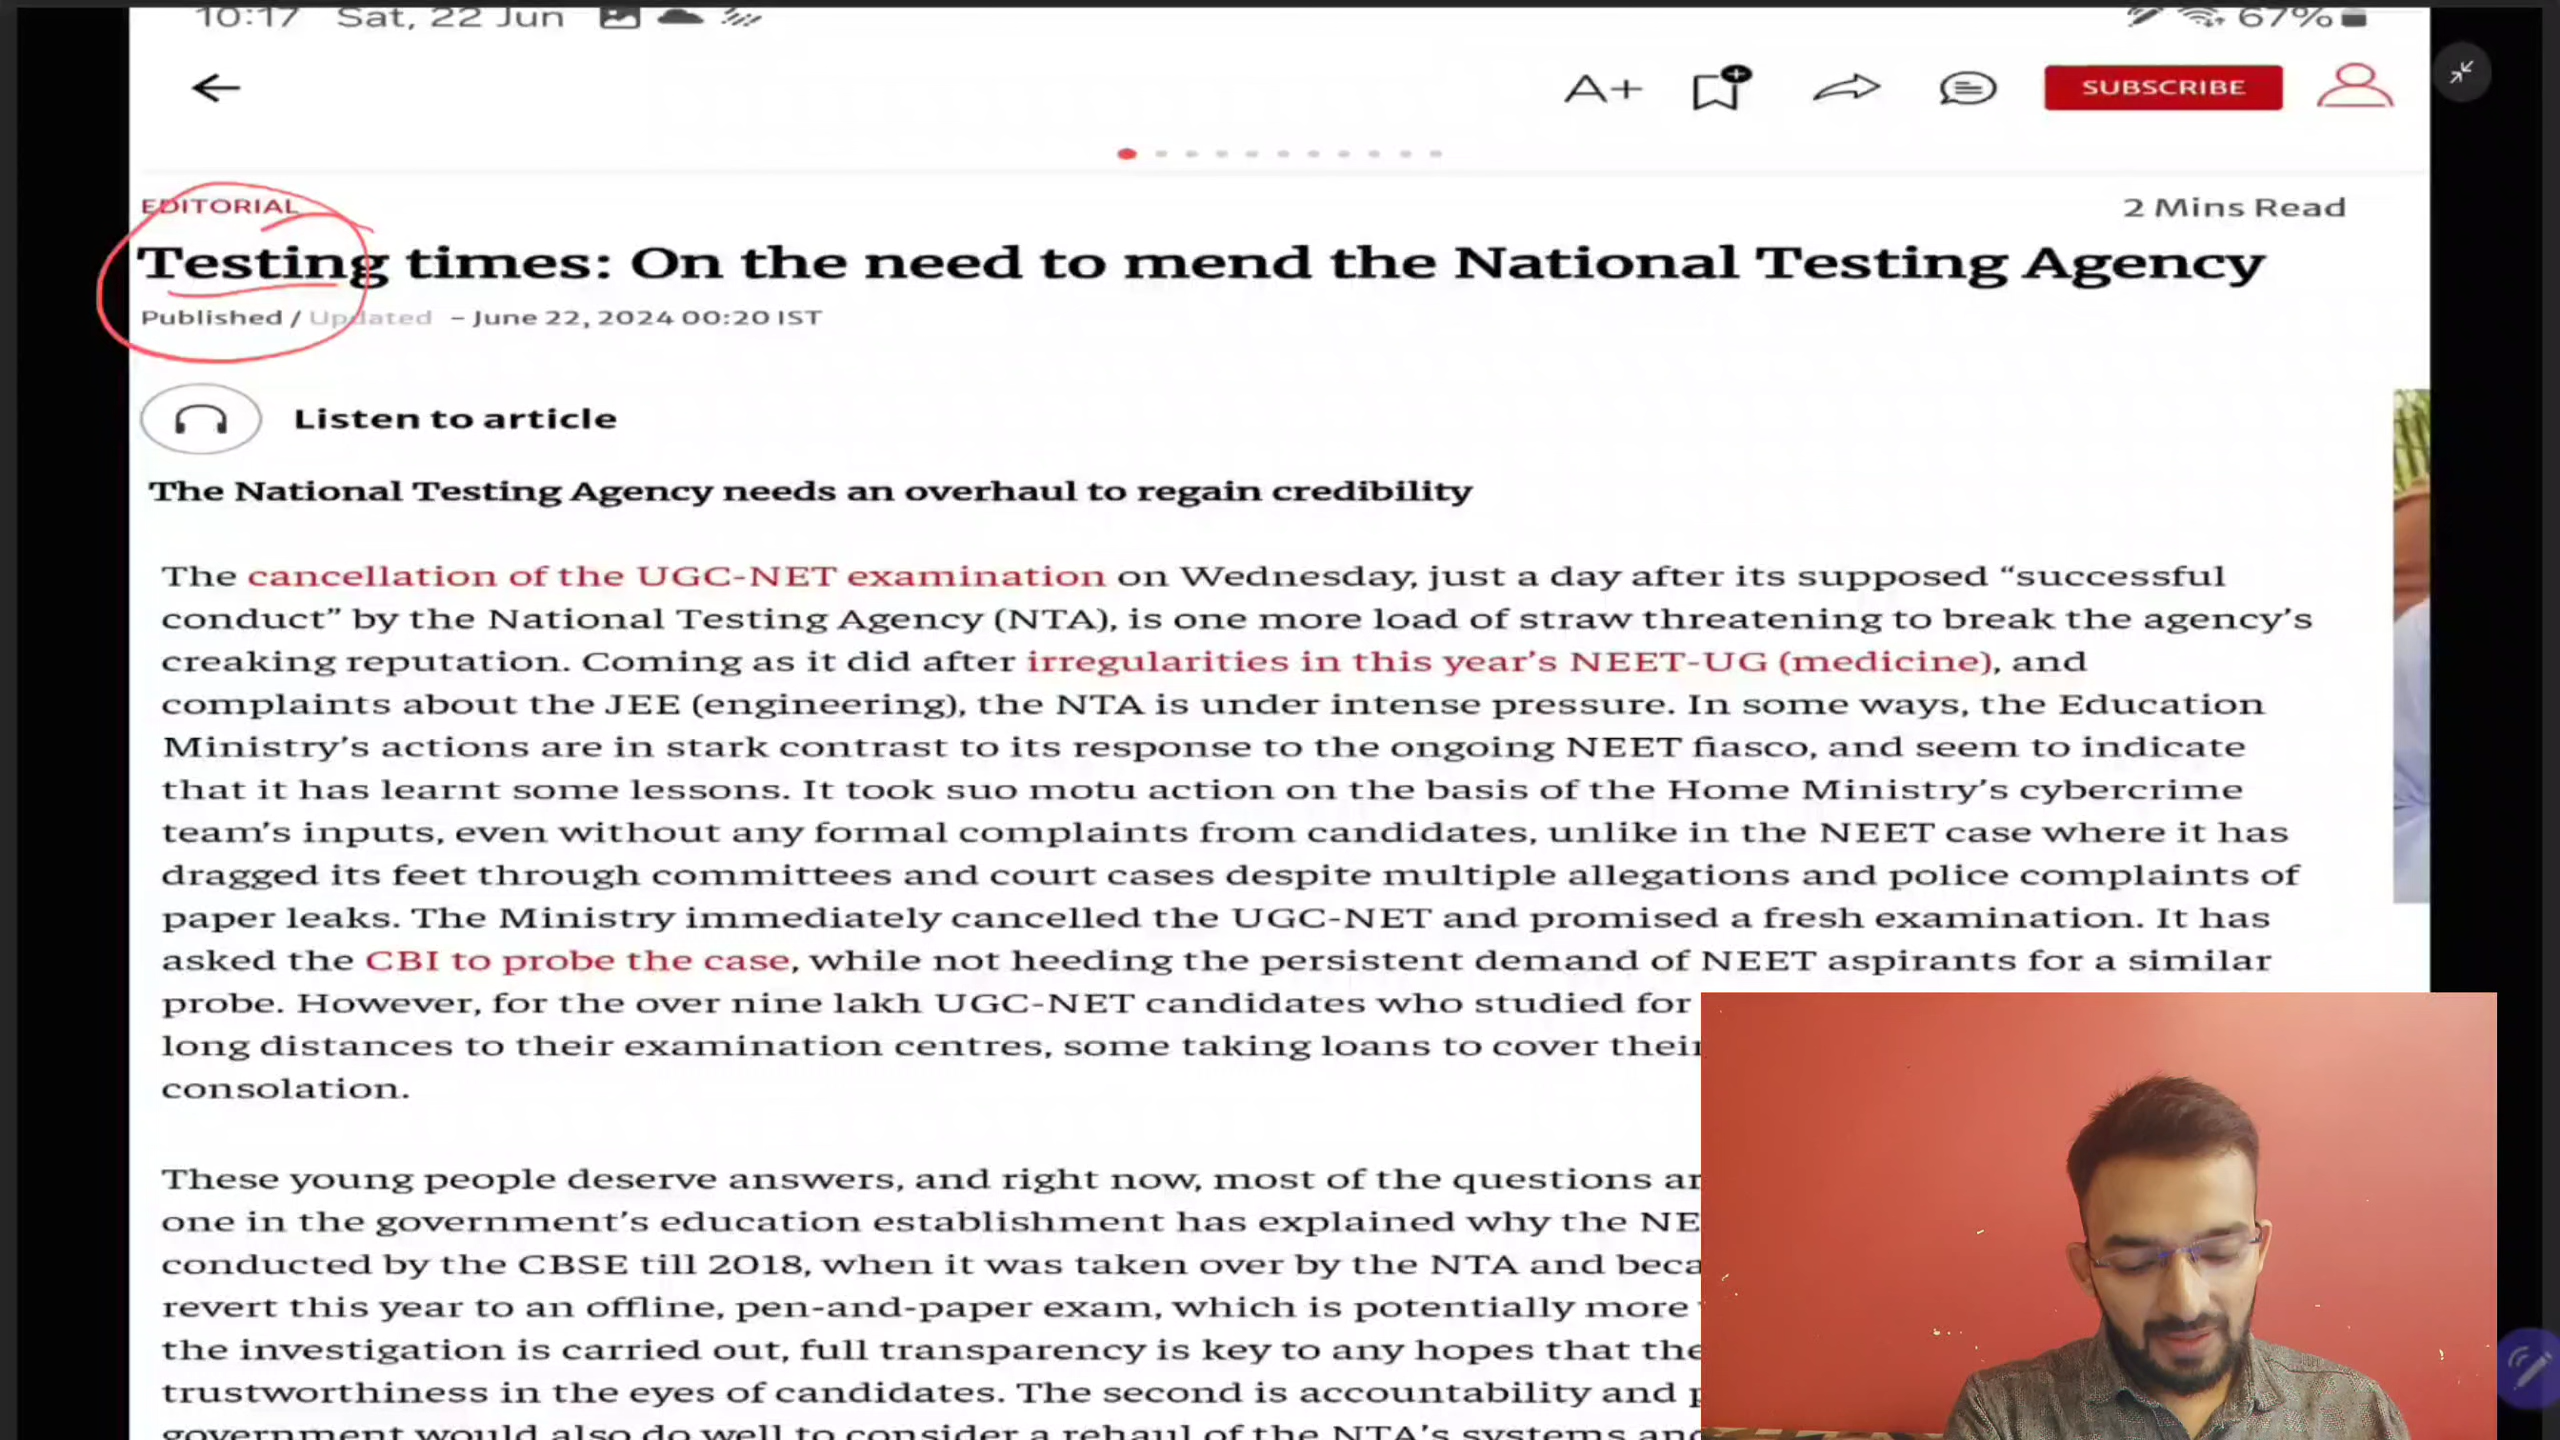 10:17 Sat, 22 Jun 67%
A+ SUBSCRIBE
EDITORIAL
2 Mins Read
Testing times: On the need to mend the National Testing Agency
Published / Updated – June 22, 2024 00:20 IST
Listen to article
The National Testing Agency needs an overhaul to regain credibility
The cancellation of the UGC-NET examination on Wednesday, just a day after its supposed “successful
conduct” by the National Testing Agency (NTA), is one more load of straw threatening to break the agency’s
creaking reputation. Coming as it did after irregularities in this year’s NEET-UG (medicine), and
complaints about the JEE (engineering), the NTA is under intense pressure. In some ways, the Education
Ministry’s actions are in stark contrast to its response to the ongoing NEET fiasco, and seem to indicate
that it has learnt some lessons. It took suo motu action on the basis of the Home Ministry’s cybercrime
team’s inputs, even without any formal complaints from candidates, unlike in the NEET case where it has
dragged its feet through committees and court cases despite multiple allegations and police complaints of
paper leaks. The Ministry immediately cancelled the UGC-NET and promised a fresh examination. It has
asked the CBI to probe the case, while not heeding the persistent demand of NEET aspirants for a similar
probe. However, for the over nine lakh UGC-NET candidates who studied for
long distances to their examination centres, some taking loans to cover
consolation.
These young people deserve answers, and right now, most of the questions
one in the government’s education establishment has explained why the
conducted by the CBSE till 2018, when it was taken over by the NTA and
revert this year to an offline, pen-and-paper exam, which is potentially more
the investigation is carried out, full transparency is key to any hopes that
trustworthiness in the eyes of candidates. The second is accountability and
government would also do well to consider a rehaul of the NTA’s systems